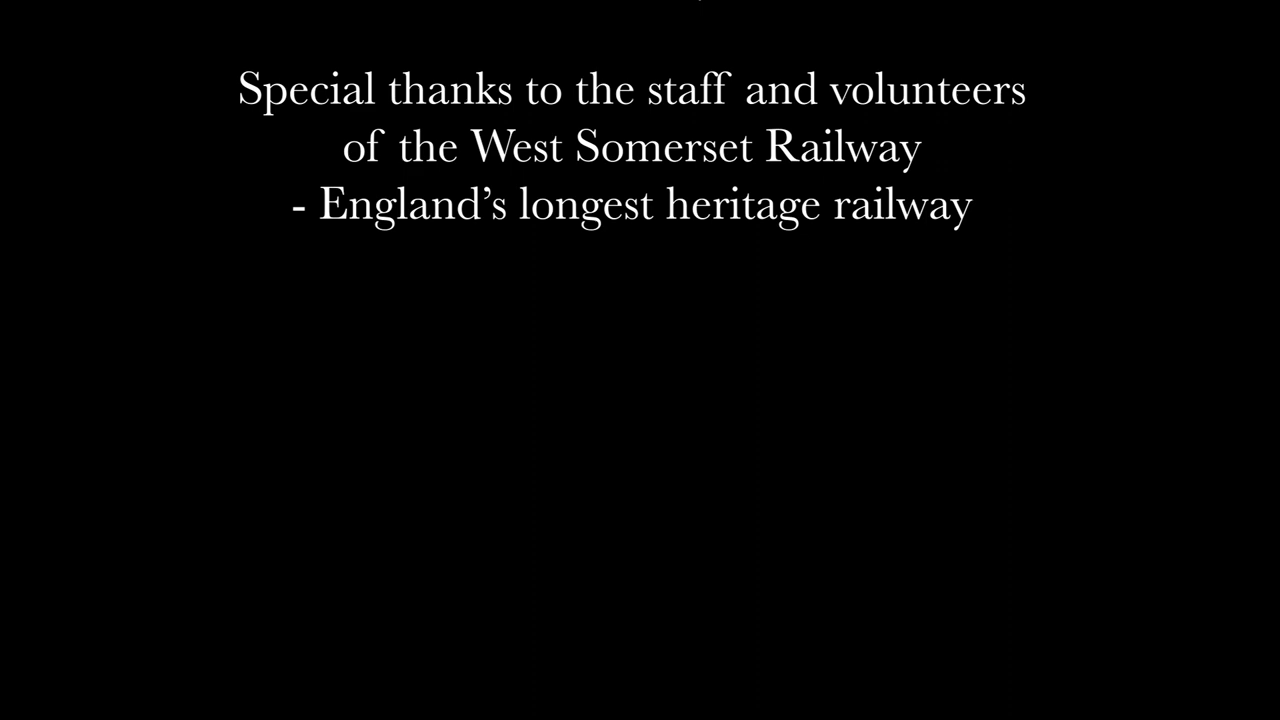 Special thanks to the staff and volunteers
of the West Somerset Railway
- England’s longest heritage railway